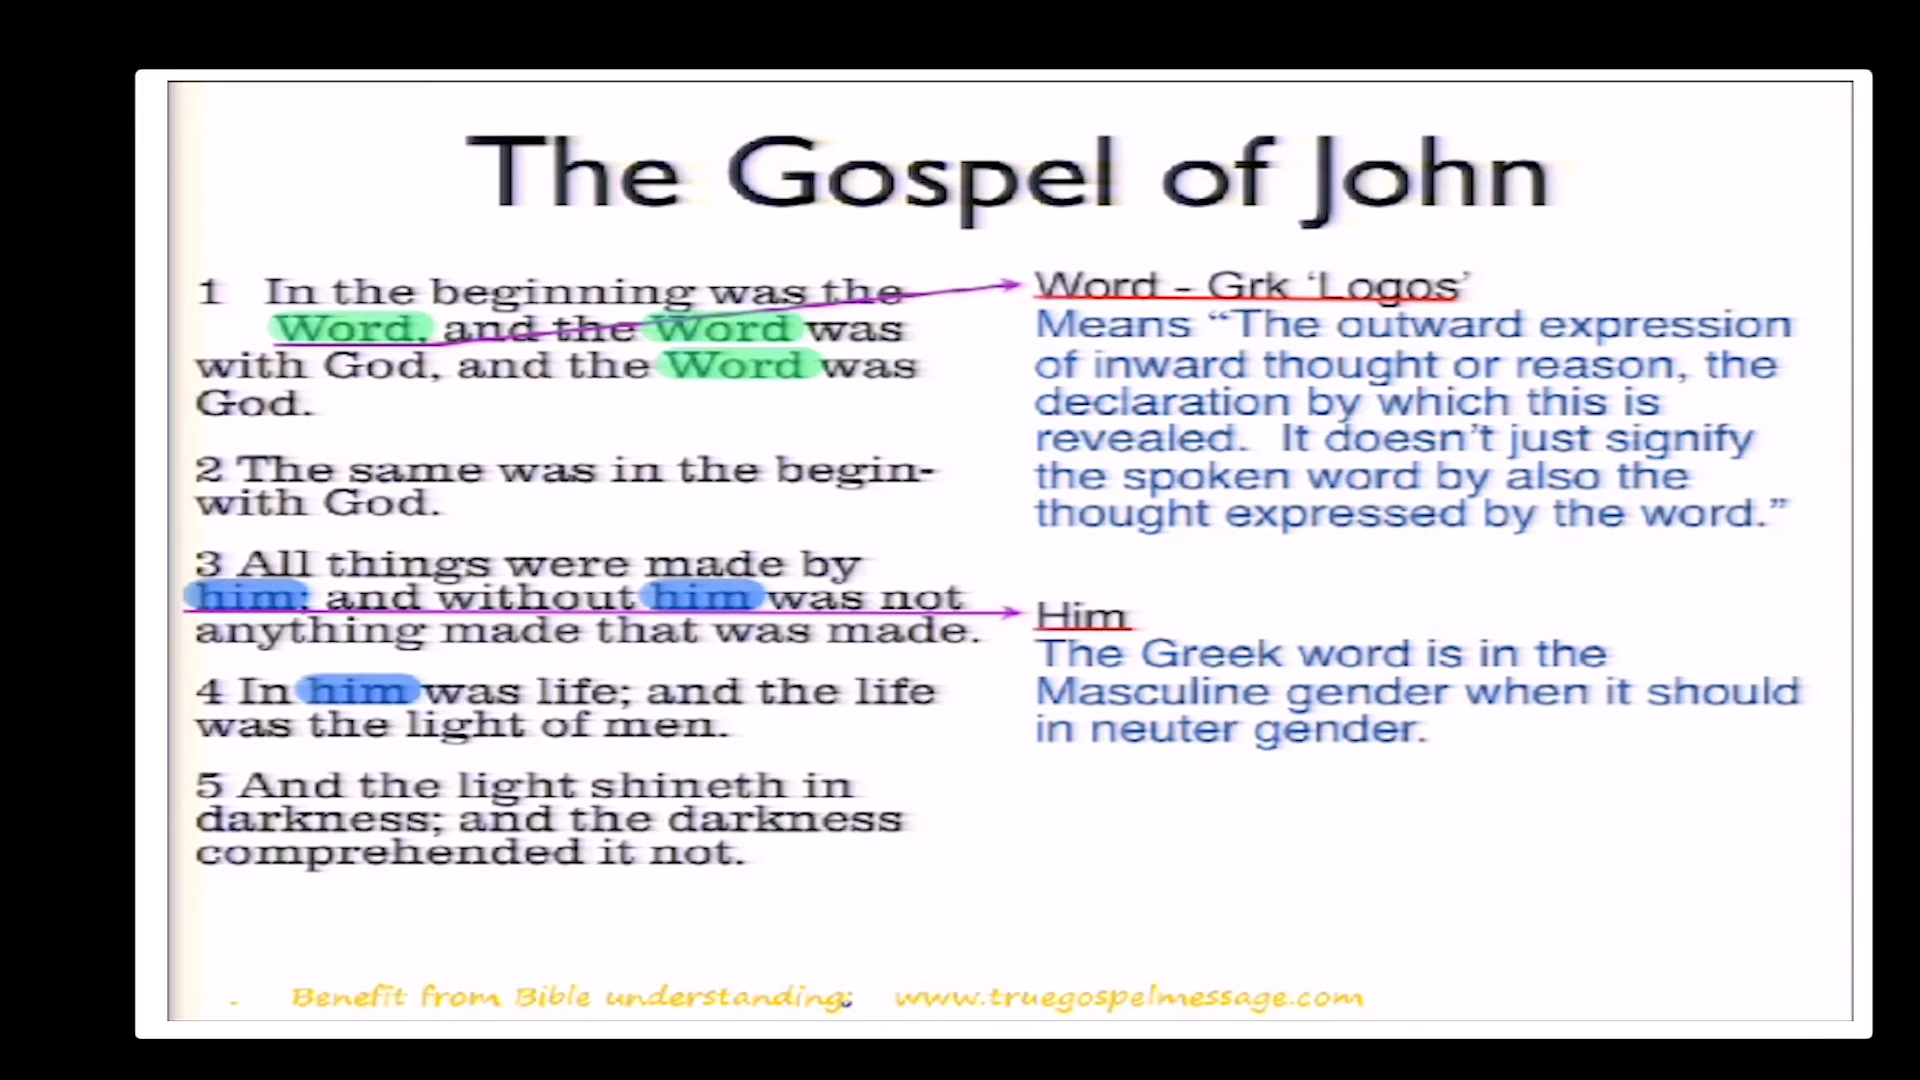 The Gospel of John
1 In the beginning was the
Word, and the Word was
with God, and the Word was
God.
2 The same was in the begin-
with God.
3 All things were made by
him; and without him was not
anything made that was made.
4 In him was life; and the life
was the light of men.
5 And the light shineth in
darkness; and the darkness
comprehended it not.
Word - Grk ‘Logos’
Means “The outward expression
of inward thought or reason, the
declaration by which this is
revealed. It doesn’t just signify
the spoken word by also the
thought expressed by the word.”
Him
The Greek word is in the
Masculine gender when it should
in neuter gender.
Benefit from Bible understanding: www.truegospelmessage.com